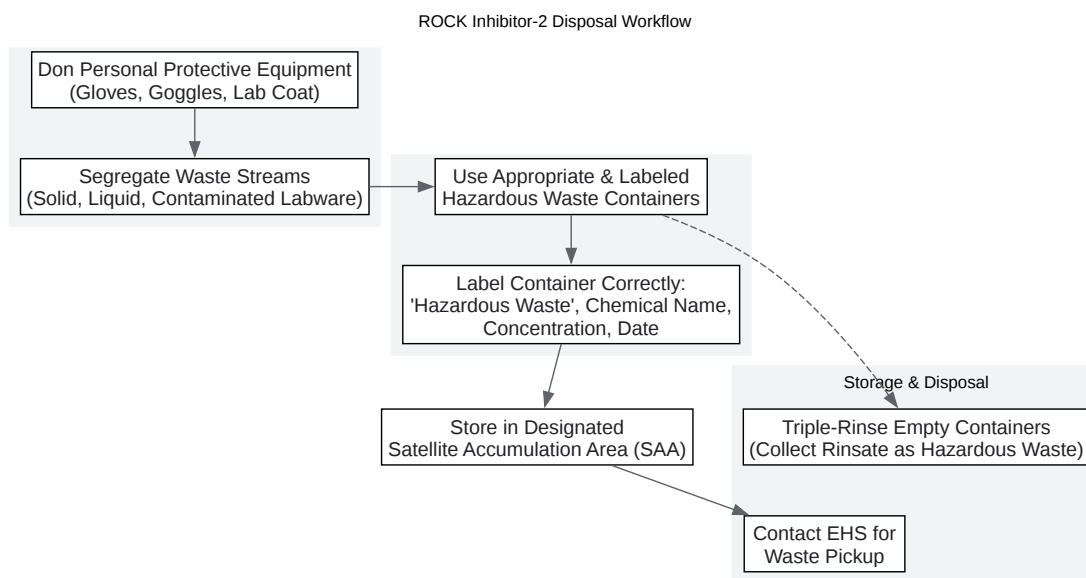 ROCK Inhibitor-2 Disposal Workflow
Don Personal Protective Equipment
(Gloves, Goggles, Lab Coat)
Segregate Waste Streams
(Solid, Liquid, Contaminated Labware)
Use Appropriate & Labeled
Hazardous Waste Containers
Label Container Correctly:
'Hazardous Waste', Chemical Name,
Concentration, Date
Storage & Disposal
Store in Designated
Satellite Accumulation Area (SAA)
Triple-Rinse Empty Containers
(Collect Rinsate as Hazardous Waste)
Contact EHS for
Waste Pickup